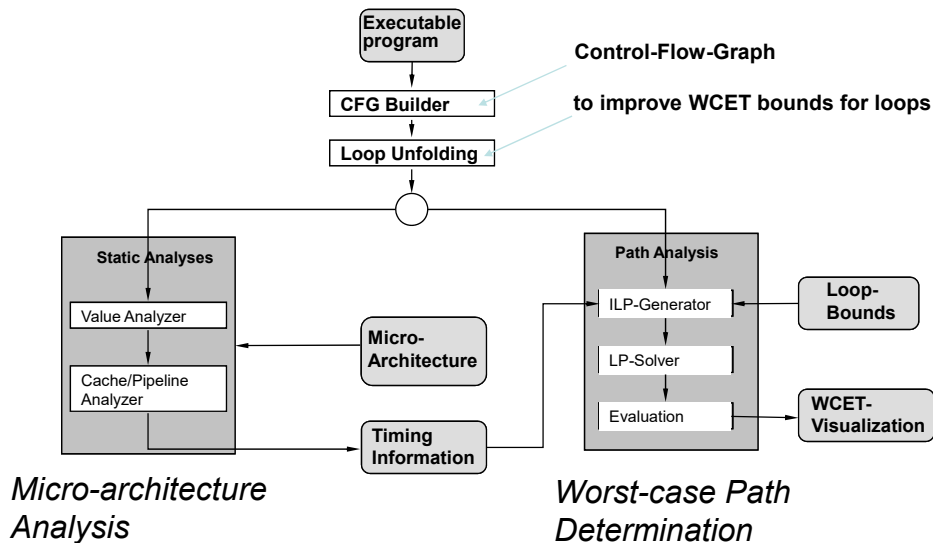 Executable
program
Control-Flow-Graph
CFG Builder
to improve WCET bounds for loops
Loop Unfolding
Static Analyses
Value Analyzer
Cache/Pipeline
Analyzer
Micro-
Architecture
Timing
Information
Path Analysis
ILP-Generator
LP-Solver
Evaluation
Loop-
Bounds
WCET-
Visualization
Micro-architecture
Analysis
Worst-case Path
Determination